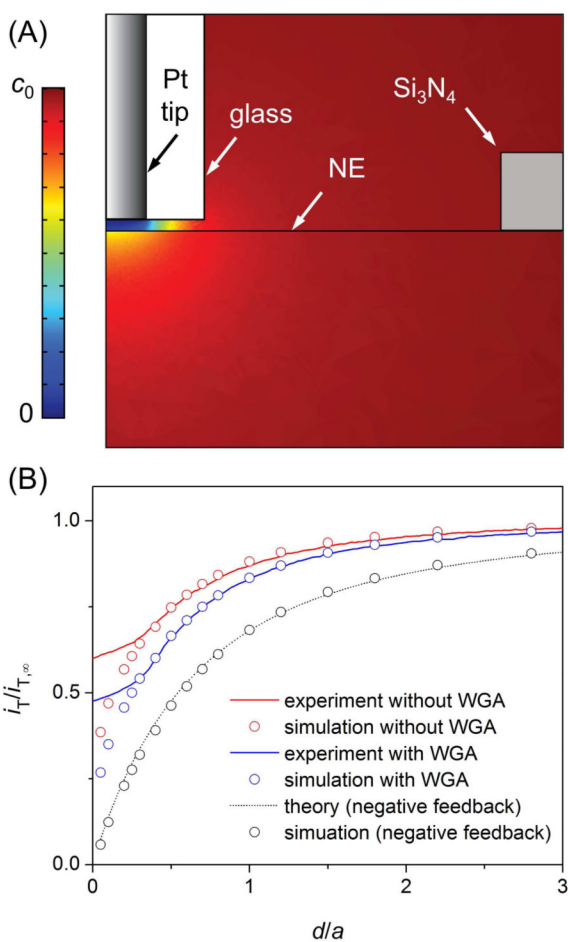 (A)
c0
0
Pt
tip
glass
NE
Si3N4
(B)
iT/iT,∞
1.0
0.5
0.0
experiment without WGA
simulation without WGA
experiment with WGA
simulation with WGA
theory (negative feedback)
simuation (negative feedback)
0
1
2
3
d/a